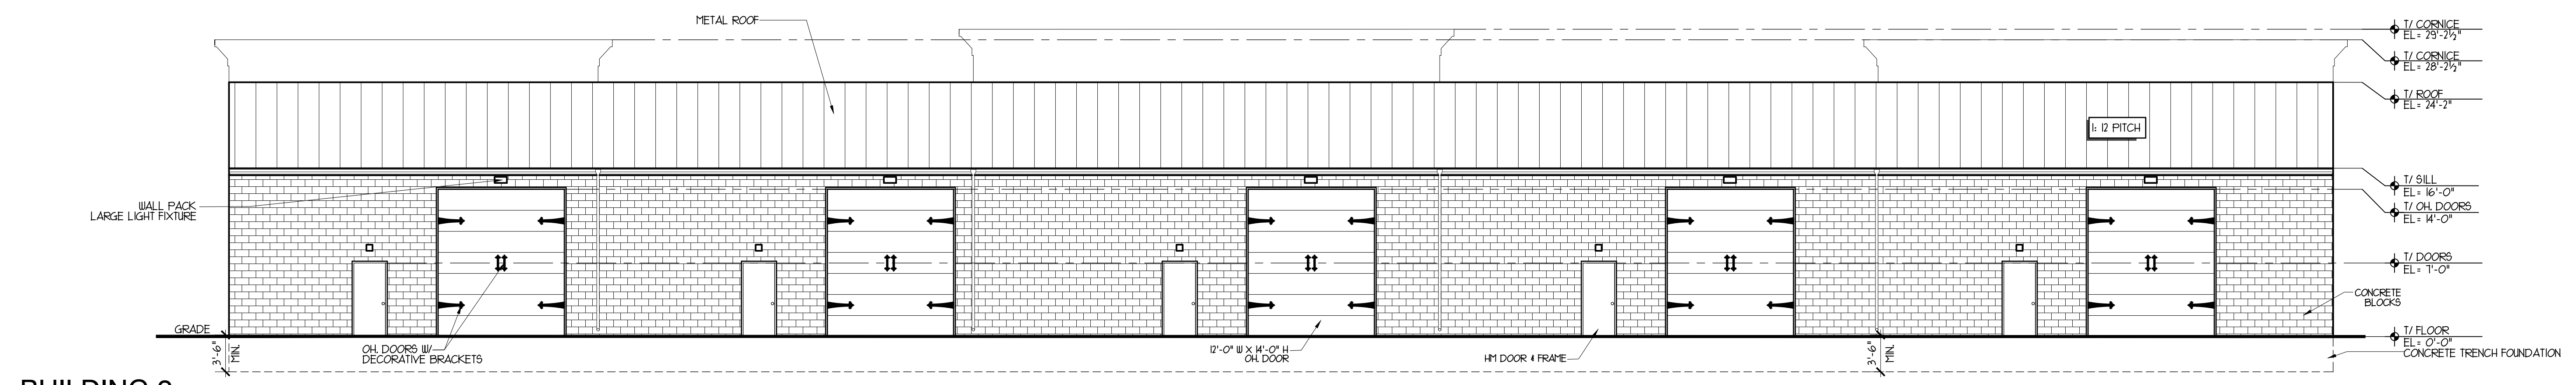 METAL ROOF
T/ CORNICE
EL= 29'-2½"
T/ CORNICE
EL= 28'-2½"
T/ ROOF
EL= 24'-2"
1: 12 PITCH
WALL PACK
LARGE LIGHT FIXTURE
T/ SILL
EL= 16'-0"
T/ OH. DOORS
EL= 14'-0"
T/ DOORS
EL= 7'-0"
CONCRETE
BLOCKS
GRADE
T/ FLOOR
EL= 0'-0"
CONCRETE TRENCH FOUNDATION
3'-6"
MIN.
OH. DOORS W/
DECORATIVE BRACKETS
12'-0" W X 14'-0" H
OH. DOOR
HM DOOR & FRAME
3'-6"
MIN.
BUILDING